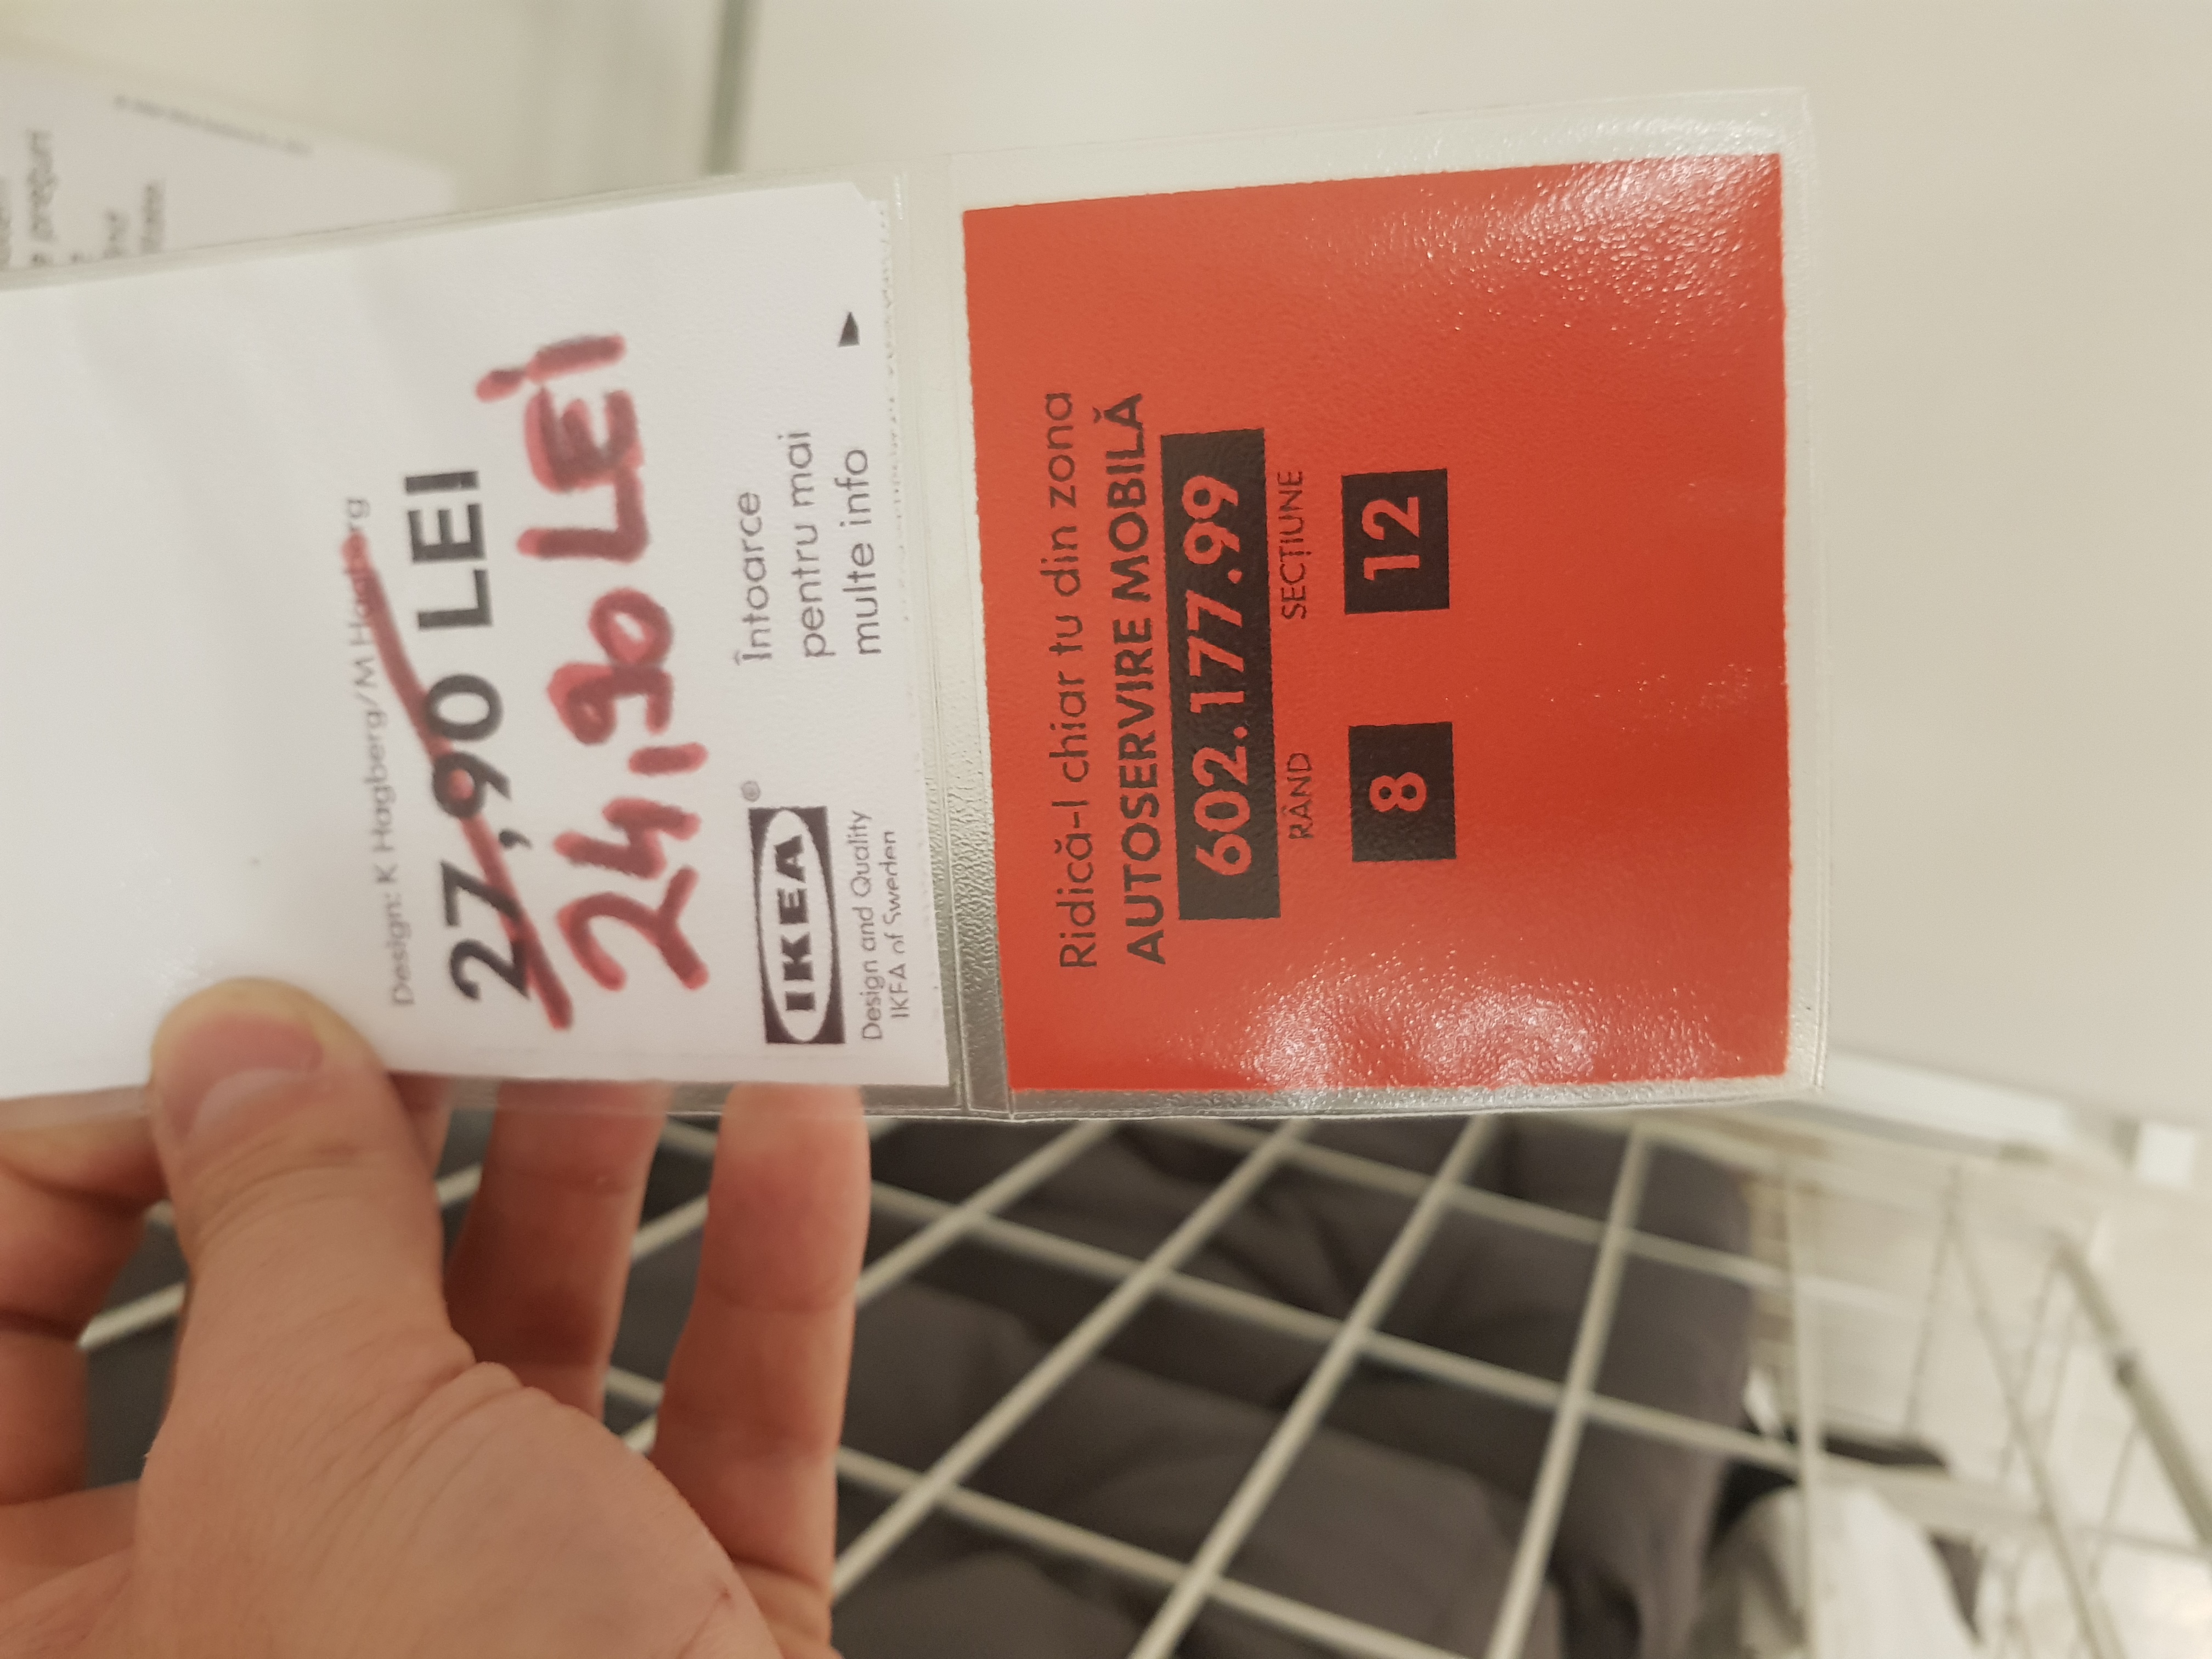 Design: K Hagberg/M Hagberg
27,90 LEI
24,90 LEi
Întoarce
pentru mai
multe info
IKEA®
Design and Quality
IKEA of Sweden
Ridică-l chiar tu din zona
AUTOSERVIRE MOBILĂ
602.177.99
RÂND SECȚIUNE
8 12